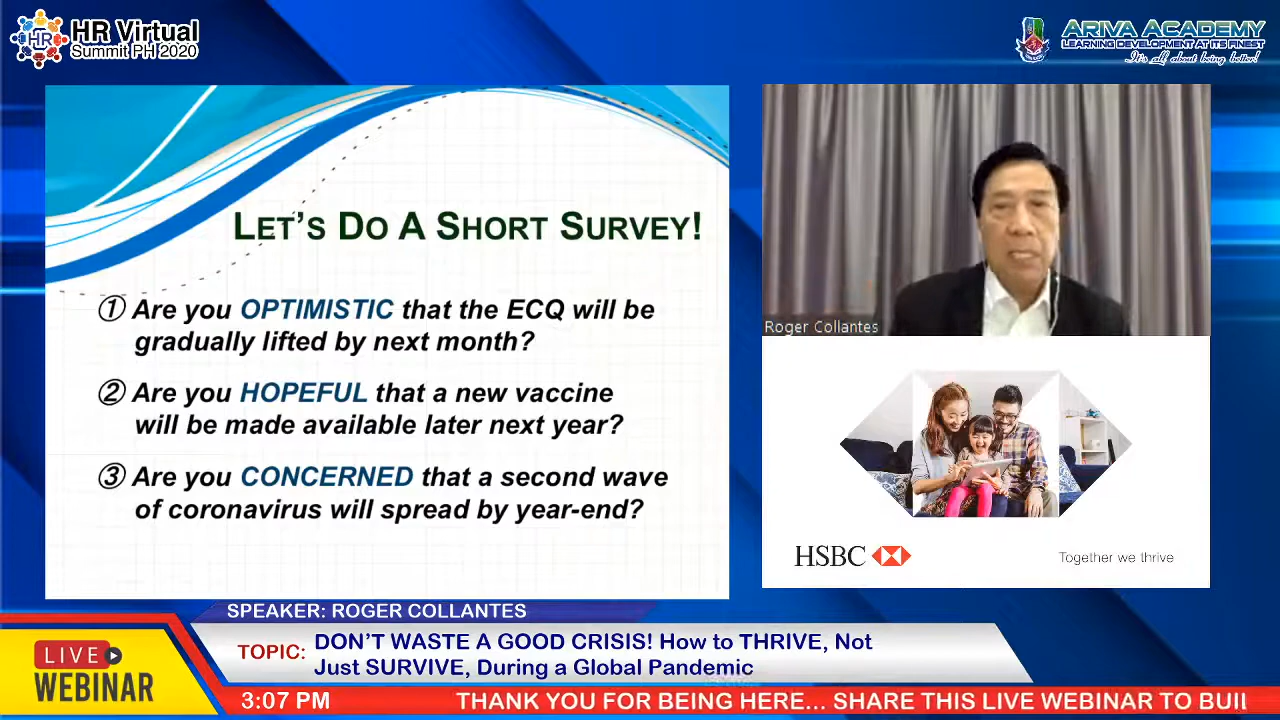 HR Virtual
Summit PH 2020
HR
ARIVA ACADEMY
LEARNING DEVELOPMENT AT ITS FINEST
It's all about being better!
LET'S DO A SHORT SURVEY!
① Are you OPTIMISTIC that the ECQ will be
gradually lifted by next month?
② Are you HOPEFUL that a new vaccine
will be made available later next year?
③ Are you CONCERNED that a second wave
of coronavirus will spread by year-end?
Roger Collantes
HSBC
Together we thrive
SPEAKER: ROGER COLLANTES
TOPIC: DON'T WASTE A GOOD CRISIS! How to THRIVE, Not
Just SURVIVE, During a Global Pandemic
LIVE
WEBINAR
3:07 PM
THANK YOU FOR BEING HERE... SHARE THIS LIVE WEBINAR TO BUIL